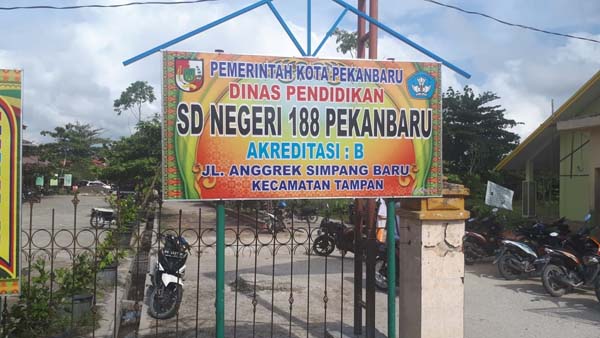 PEMERINTAH KOTA PEKANBARU
DINAS PENDIDIKAN
SD NEGERI 188 PEKANBARU
AKREDITASI : B
JL. ANGGREK SIMPANG BARU
KECAMATAN TAMPAN